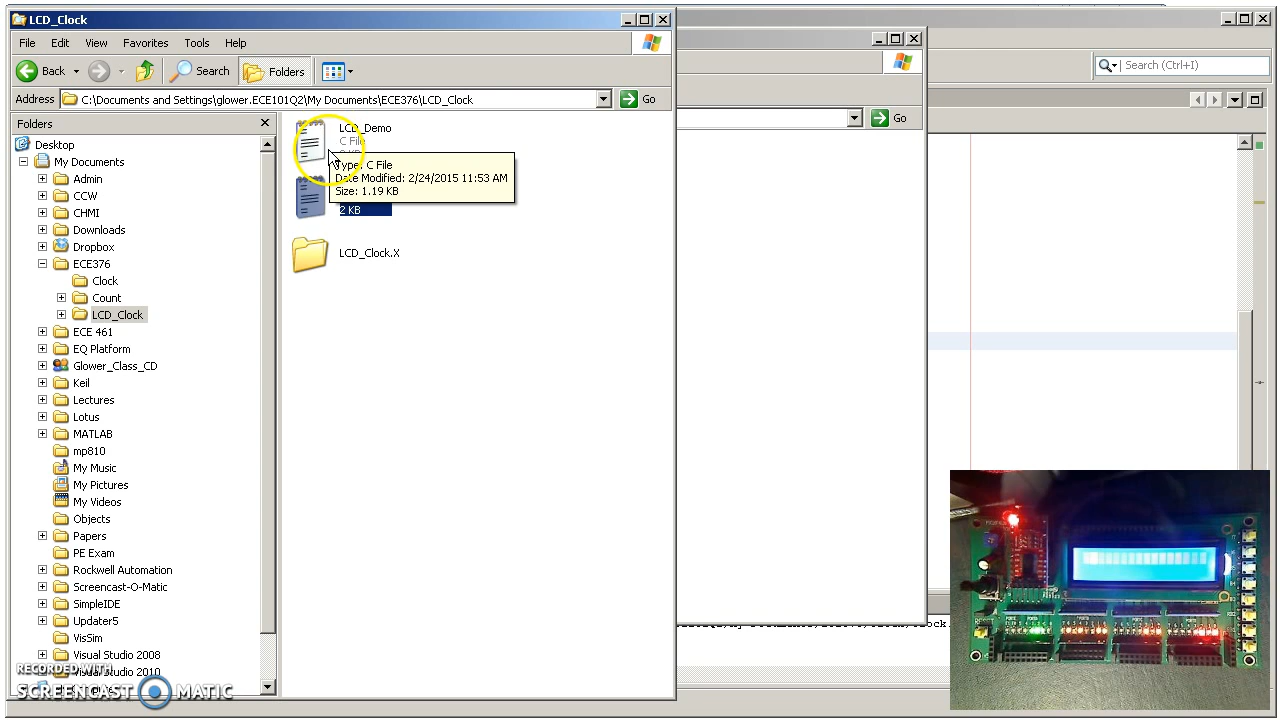 LCD_Clock
File Edit View Favorites Tools Help
Back Search Folders
Address C:\Documents and Settings\glower.ECE101Q2\My Documents\ECE376\LCD_Clock Go
Go
Search (Ctrl+I)
Folders
Desktop
My Documents
Admin
CCW
CHMI
Downloads
Dropbox
ECE376
Clock
Count
LCD_Clock
ECE 461
EQ Platform
Glower_Class_CD
Keil
Lectures
Lotus
MATLAB
mp810
My Music
My Pictures
My Videos
Objects
Papers
PE Exam
Rockwell Automation
Screencast-O-Matic
SimpleIDE
Updater5
VisSim
Visual Studio 2008
Visual Studio 2010
LCD_Demo
C File
Type: C File
Date Modified: 2/24/2015 11:53 AM
Size: 1.19 KB
2 KB
LCD_Clock.X
RECORDED WITH
SCREENCAST MATIC